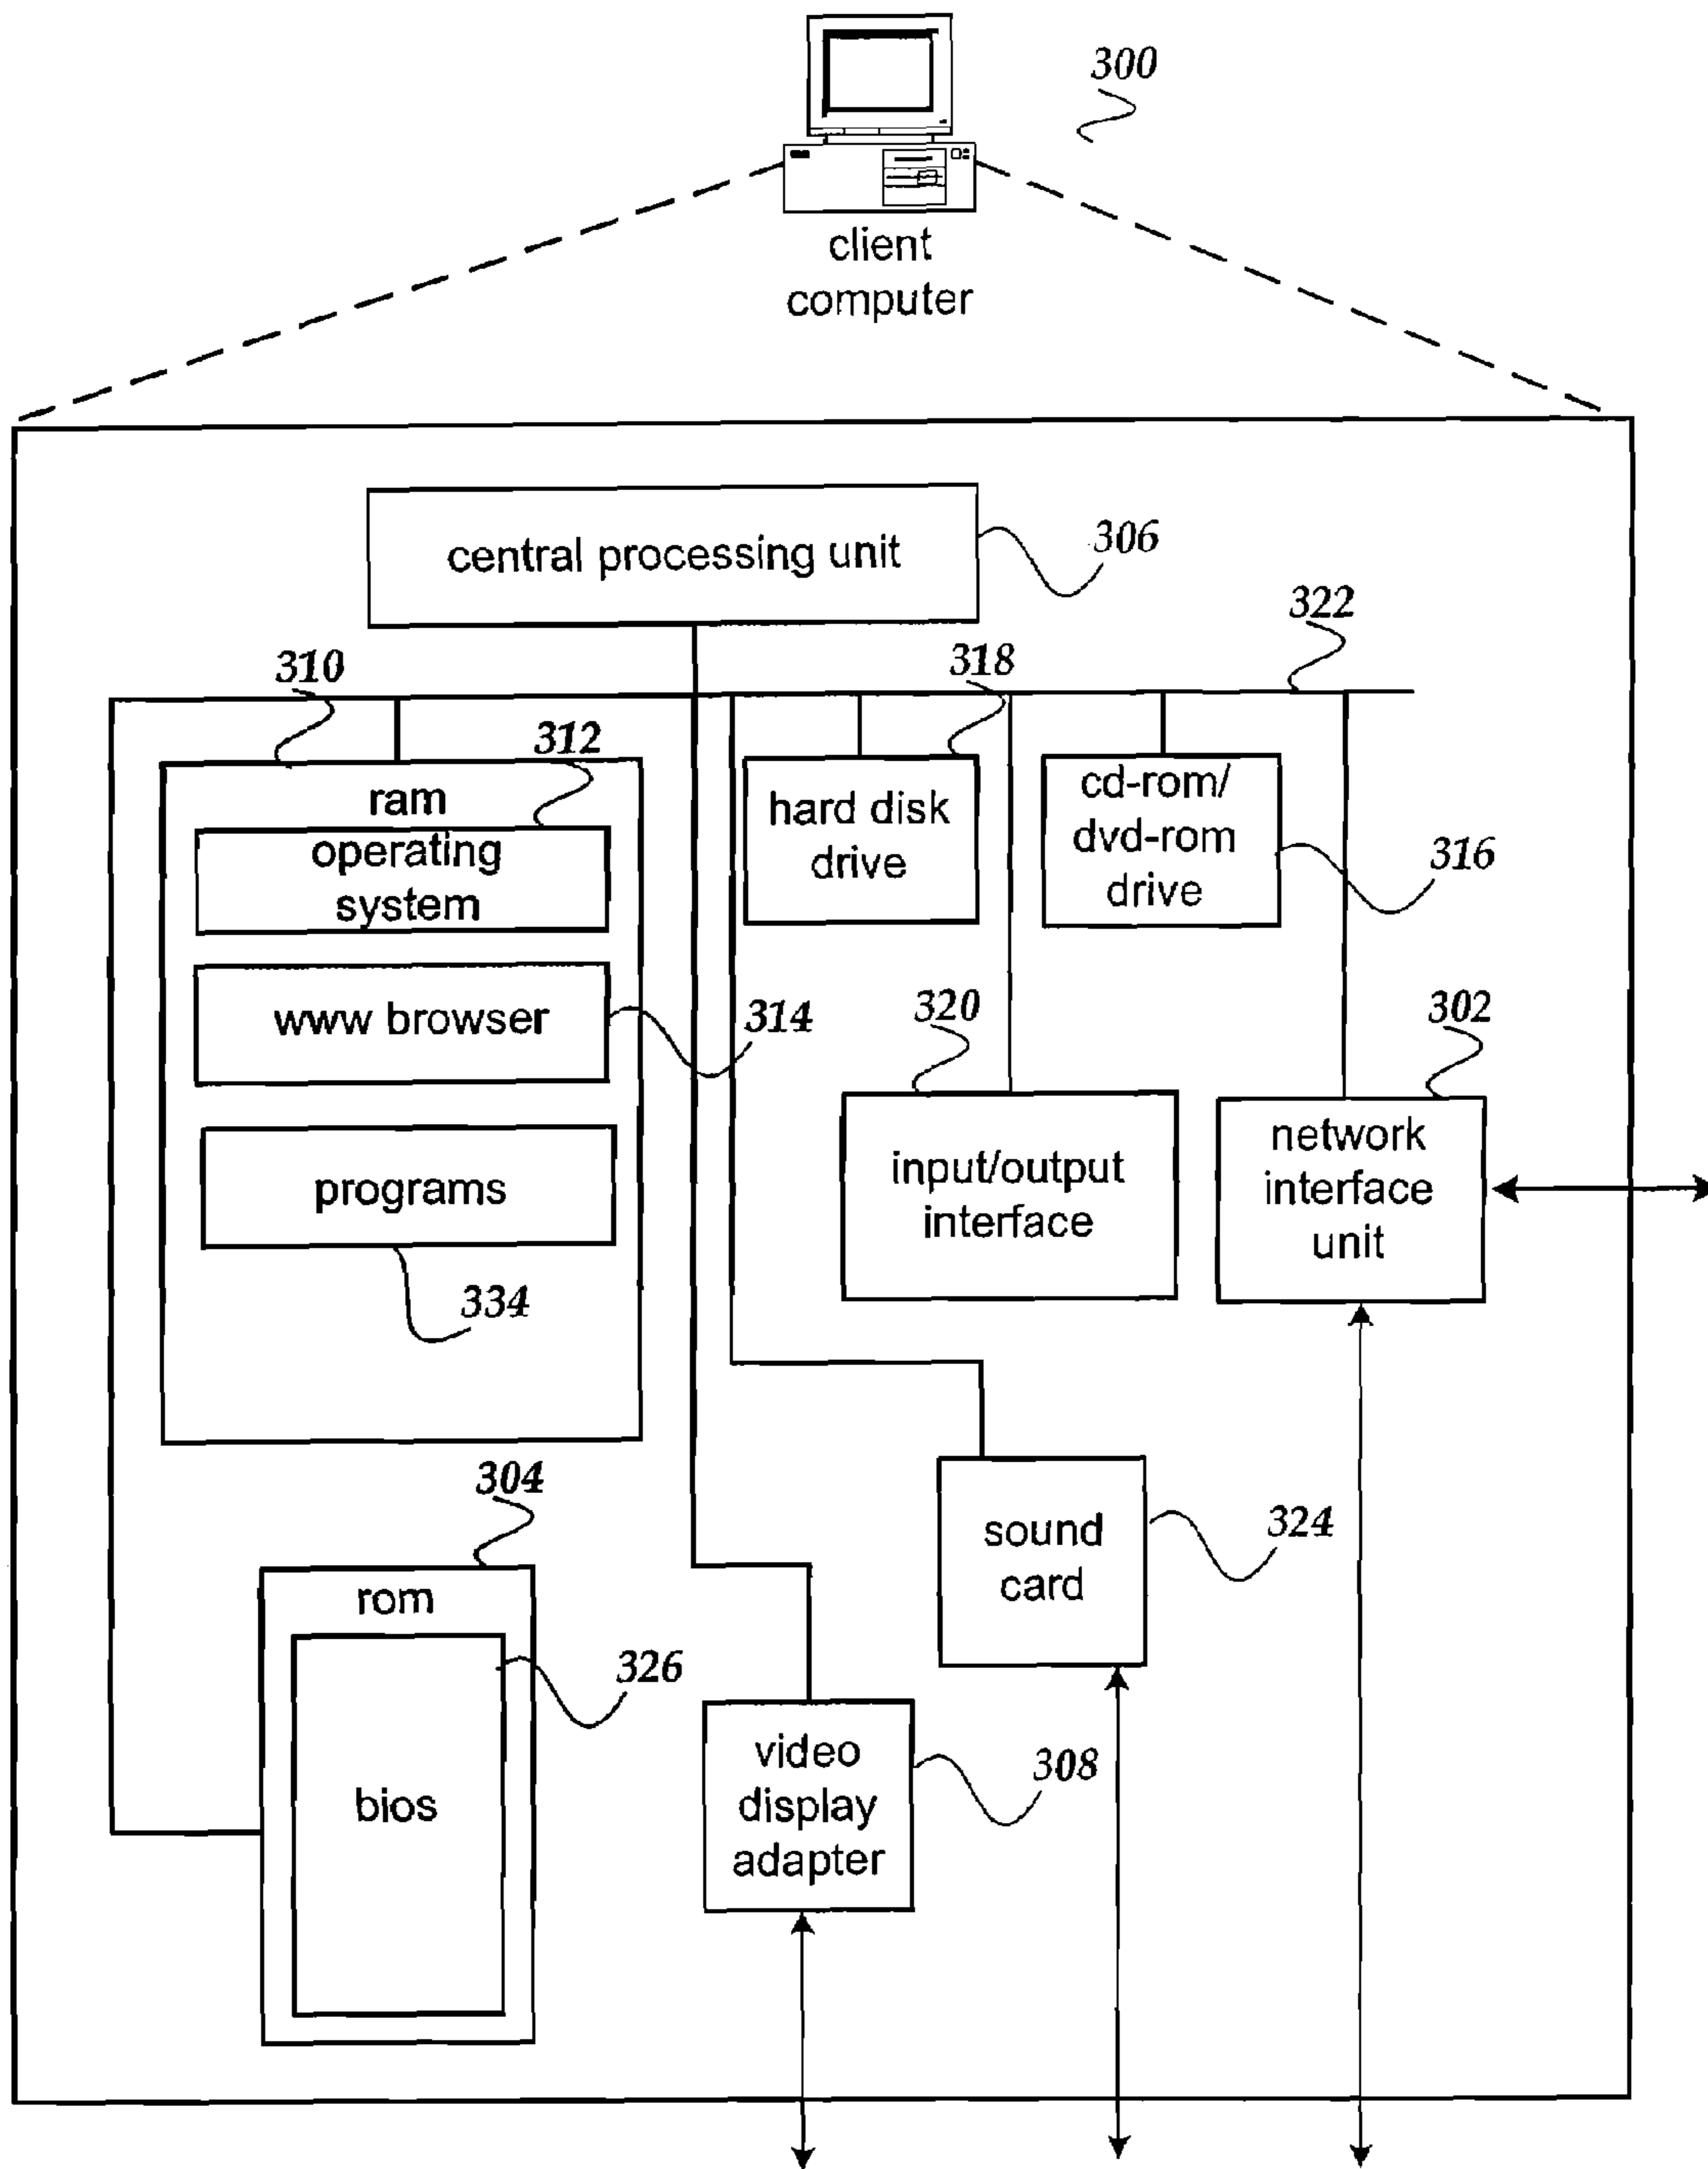 300
client
computer
central processing unit
306
322
310
318
312
ram
operating
system
hard disk
drive
cd-rom/
dvd-rom
drive
316
www browser
314
320
302
programs
334
input/output
interface
network
interface
unit
304
rom
326
bios
sound
card
324
video
display
adapter
308